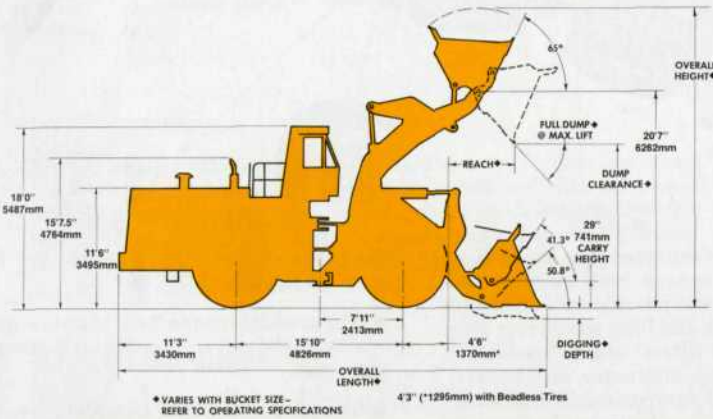 65°
OVERALL
HEIGHT◆
FULL DUMP◆
@ MAX. LIFT
20'7"
6262mm
REACH◆
DUMP
CLEARANCE◆
18'0"
5487mm
15'7.5"
4764mm
11'6"
3495mm
29"
741mm
CARRY
HEIGHT
41.3°
50.8°
7'11"
2413mm
11'3"
3430mm
15'10"
4826mm
4'6"
1370mm*
DIGGING◆
DEPTH
OVERALL
LENGTH◆
◆VARIES WITH BUCKET SIZE–
REFER TO OPERATING SPECIFICATIONS
4'3" (*1295mm) with Beadless Tires